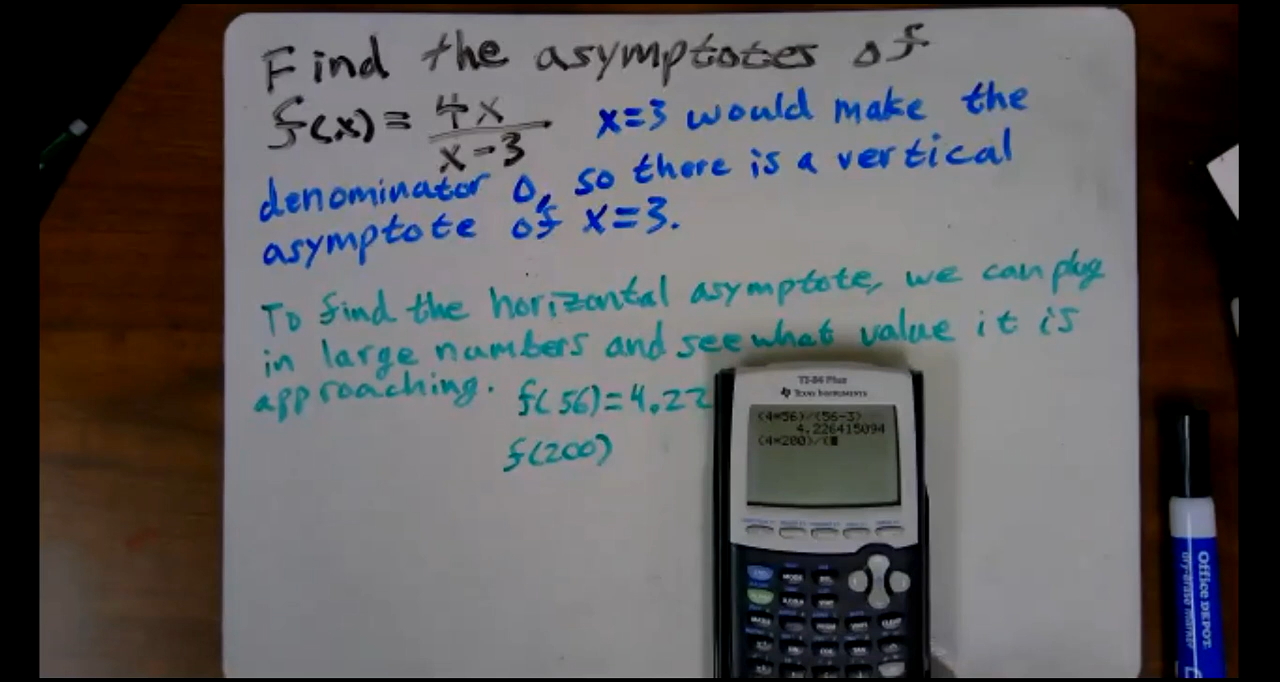 Find the asymptotes of
f(x) = 4x / x-3 x=3 would make the
denominator 0, so there is a vertical
asymptote of x=3.
To find the horizontal asymptote, we can plug
in large numbers and see what value it is
approaching. f(56)=4.22
f(200)
TI-84 Plus
TEXAS INSTRUMENTS
(4*56)/(56-3)
4.226415094
(4*200)/(
Office DEPOT
dry-erase marker